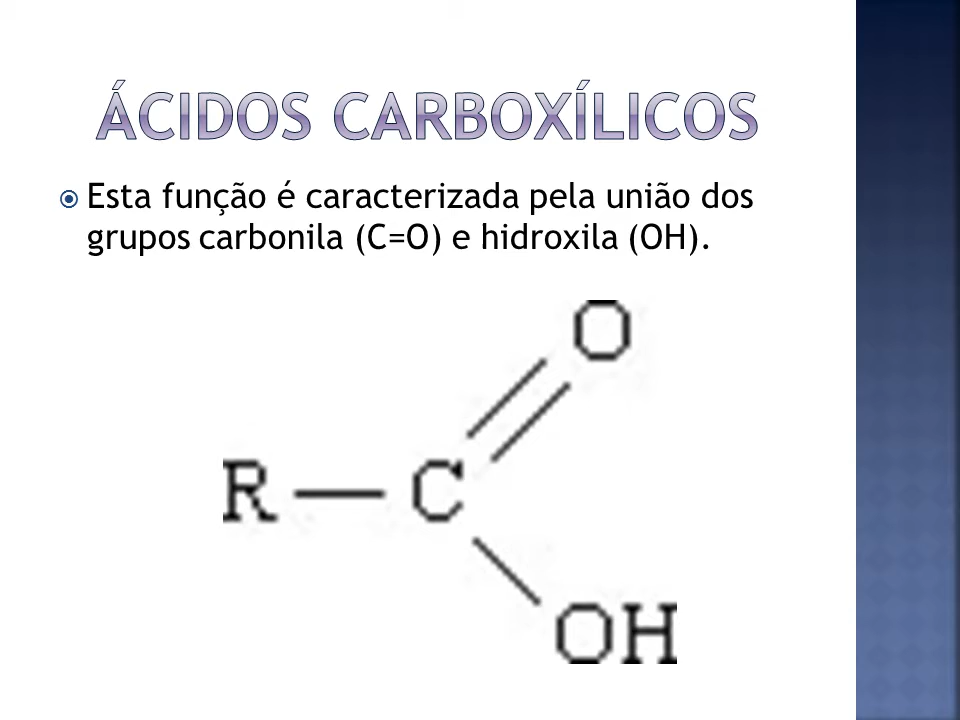 ÁCIDOS CARBOXÍLICOS
Esta função é caracterizada pela união dos
grupos carbonila (C=O) e hidroxila (OH).
O
R — C
OH